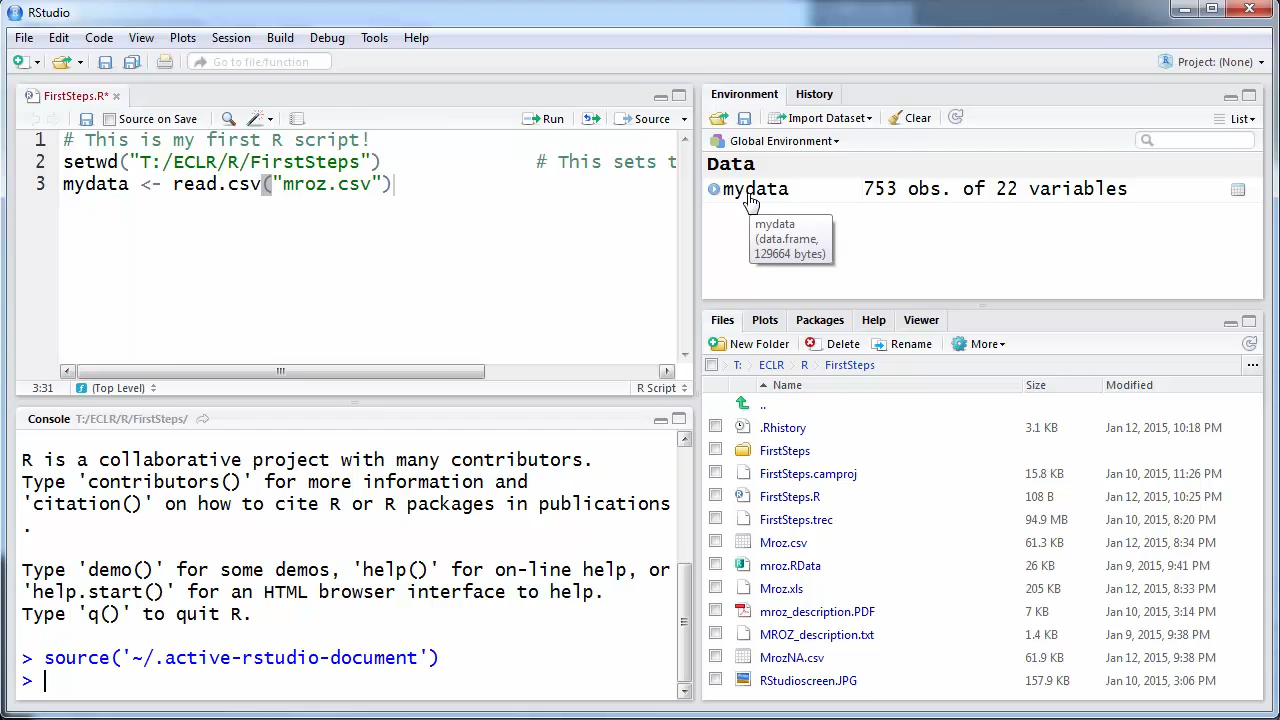 RStudio
File Edit Code View Plots Session Build Debug Tools Help
Go to file/function
Project: (None)
FirstSteps.R*
Source on Save
Run
Source
1 # This is my first R script!
2 setwd("T:/ECLR/R/FirstSteps") # This sets t
3 mydata <- read.csv("mroz.csv")
3:31 (Top Level) R Script
Console T:/ECLR/R/FirstSteps/
R is a collaborative project with many contributors.
Type 'contributors()' for more information and
'citation()' on how to cite R or R packages in publications
.
Type 'demo()' for some demos, 'help()' for on-line help, or
'help.start()' for an HTML browser interface to help.
Type 'q()' to quit R.
> source('~/.active-rstudio-document')
>
Environment History
Import Dataset Clear List
Global Environment
Data
mydata 753 obs. of 22 variables
mydata
(data.frame,
129664 bytes)
Files Plots Packages Help Viewer
New Folder Delete Rename More
T: ECLR R FirstSteps ...
Name Size Modified
..
.Rhistory 3.1 KB Jan 12, 2015, 10:18 PM
FirstSteps
FirstSteps.camproj 15.8 KB Jan 10, 2015, 11:26 PM
FirstSteps.R 108 B Jan 12, 2015, 10:25 PM
FirstSteps.trec 94.9 MB Jan 10, 2015, 8:20 PM
Mroz.csv 61.3 KB Jan 12, 2015, 8:34 PM
mroz.RData 26 KB Jan 9, 2015, 9:41 PM
Mroz.xls 205 KB Jan 12, 2015, 8:33 PM
mroz_description.PDF 7 KB Jan 10, 2015, 3:14 PM
MROZ_description.txt 1.4 KB Jan 9, 2015, 9:38 PM
MrozNA.csv 61.9 KB Jan 12, 2015, 9:38 PM
RStudioscreen.JPG 157.9 KB Jan 10, 2015, 3:06 PM